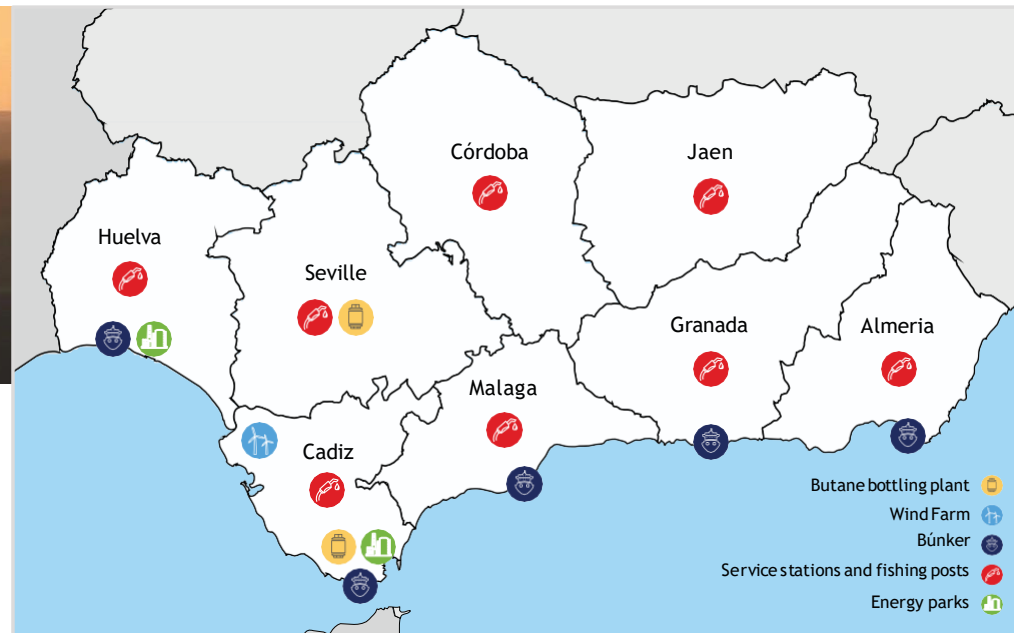 Córdoba
Jaen
Huelva
Seville
Granada
Almeria
Malaga
Cadiz
Butane bottling plant
Wind Farm
Búnker
Service stations and fishing posts
Energy parks